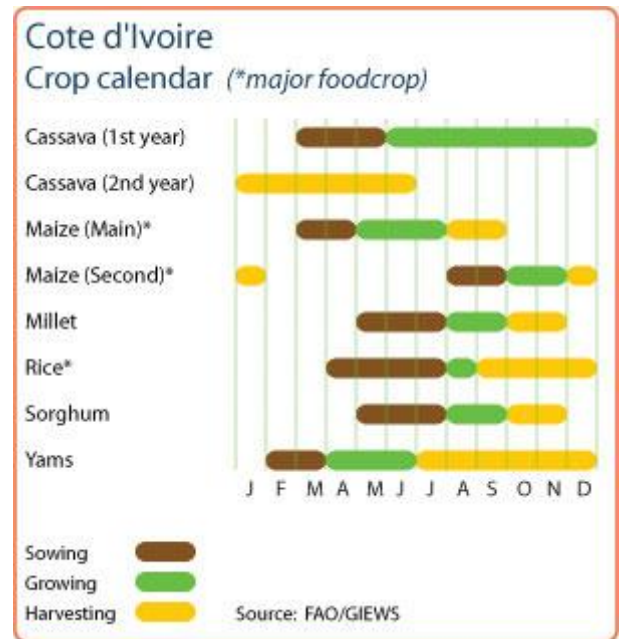 Cote d'Ivoire
Crop calendar (*major foodcrop)
Cassava (1st year)
Cassava (2nd year)
Maize (Main)*
Maize (Second)*
Millet
Rice*
Sorghum
Yams
J F M A M J J A S O N D
Sowing
Growing
Harvesting Source: FAO/GIEWS